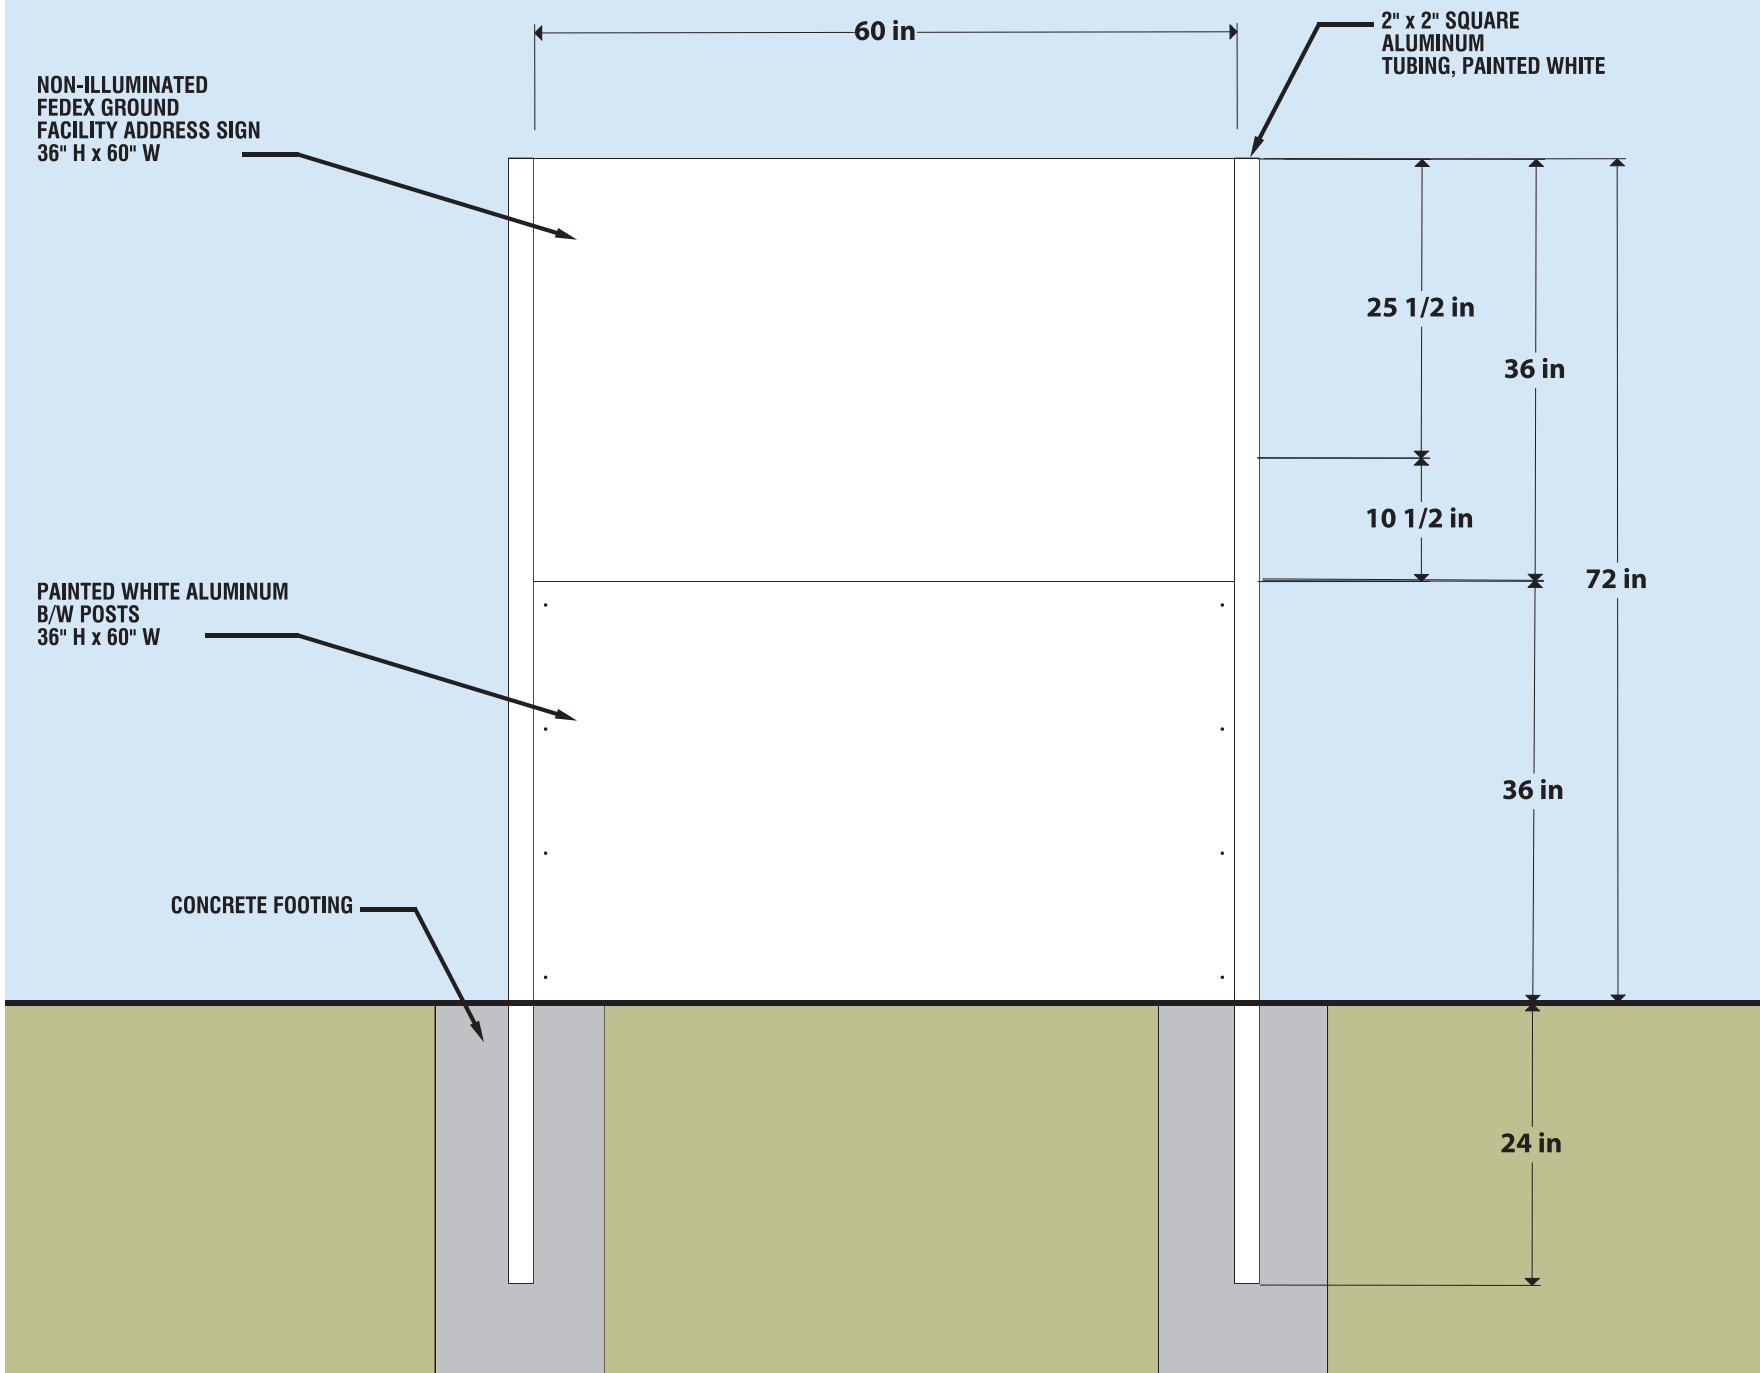 60 in
2" x 2" SQUARE
ALUMINUM
TUBING, PAINTED WHITE
NON-ILLUMINATED
FEDEX GROUND
FACILITY ADDRESS SIGN
36" H x 60" W
25 1/2 in
36 in
10 1/2 in
72 in
PAINTED WHITE ALUMINUM
B/W POSTS
36" H x 60" W
36 in
CONCRETE FOOTING
24 in